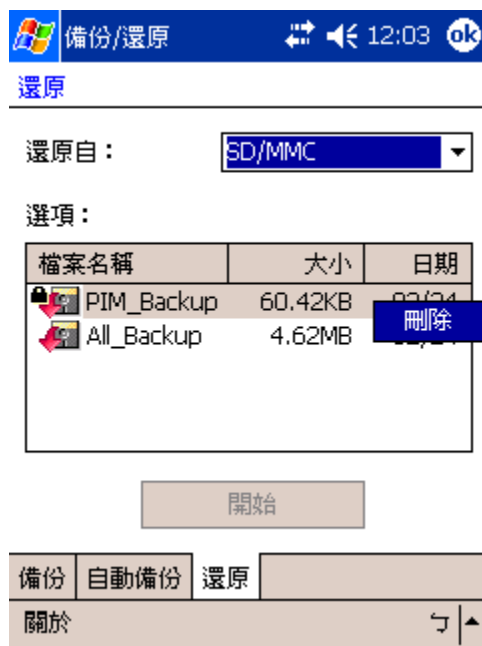 備份/還原 12:03 ok
還原
還原自： SD/MMC
選項：
檔案名稱 大小 日期
PIM_Backup 60.42KB
刪除
All_Backup 4.62MB
開始
備份 自動備份 還原
關於 ㄅ